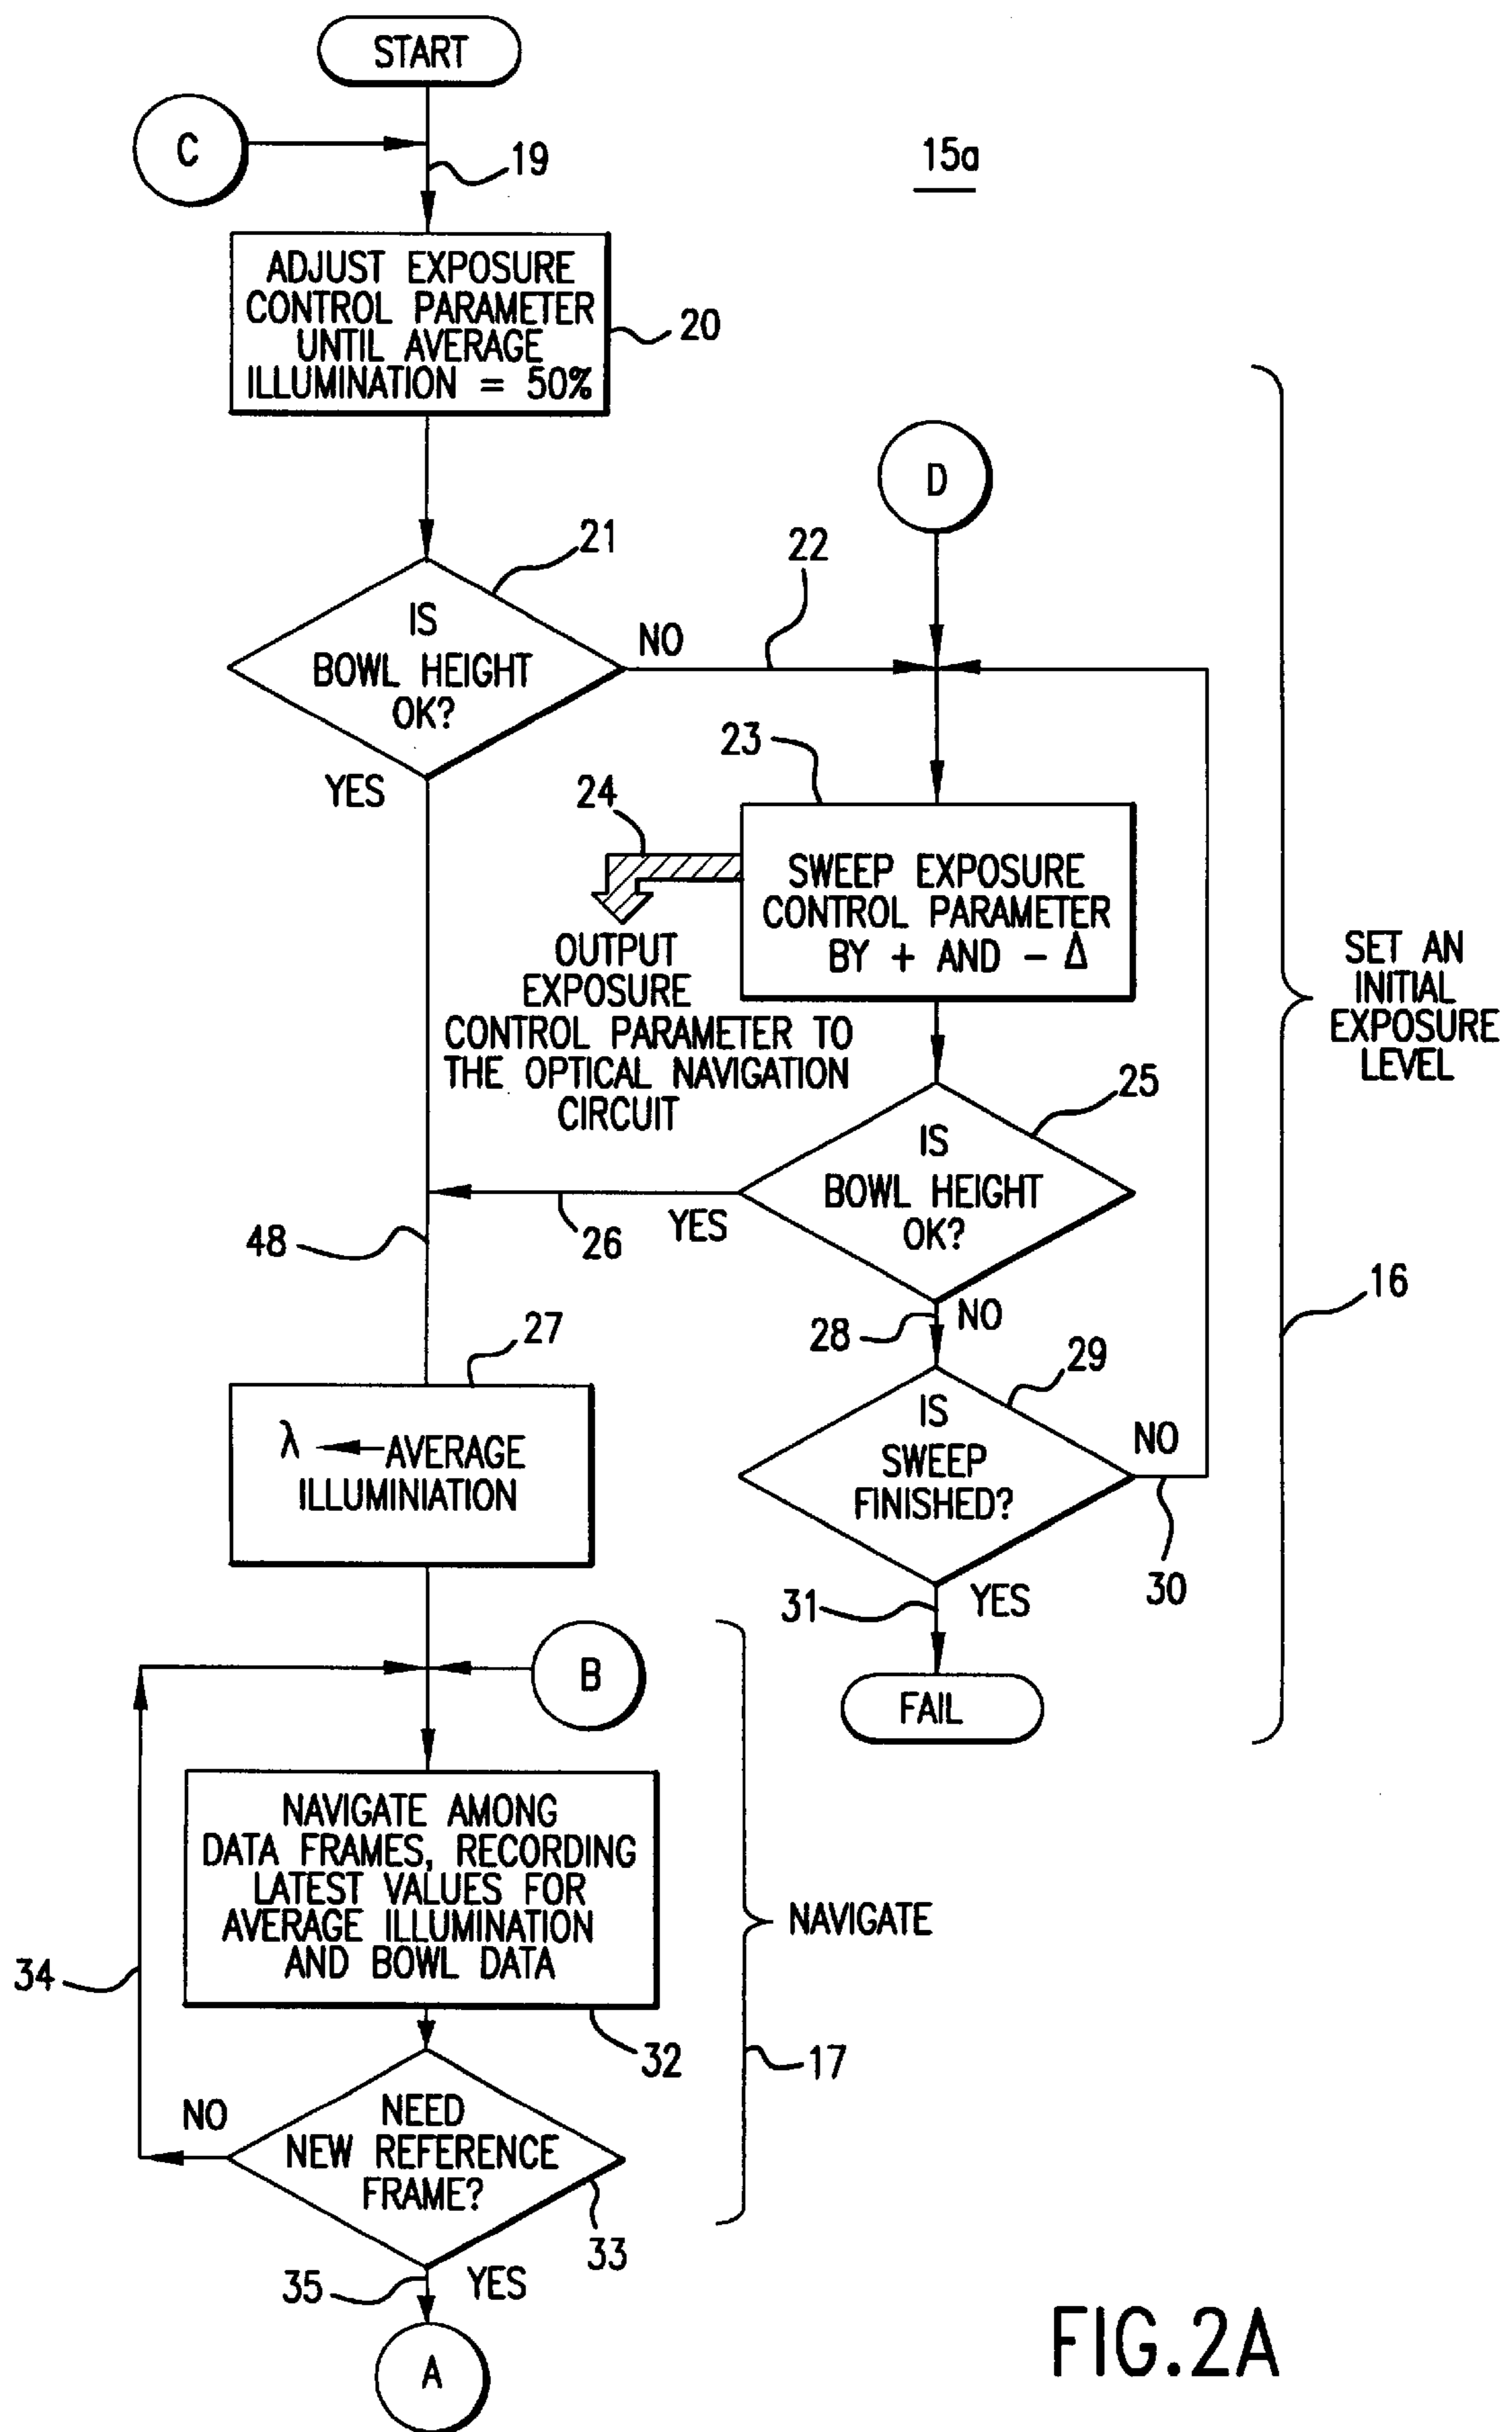 START
C
19
15a
ADJUST EXPOSURE
CONTROL PARAMETER
UNTIL AVERAGE
ILLUMINATION = 50%
20
D
21
22
IS
BOWL HEIGHT
OK?
NO
YES
23
24
SWEEP EXPOSURE
CONTROL PARAMETER
BY + AND - Δ
OUTPUT
EXPOSURE
CONTROL PARAMETER TO
THE OPTICAL NAVIGATION
CIRCUIT
SET AN
INITIAL
EXPOSURE
LEVEL
25
IS
BOWL HEIGHT
OK?
YES
26
48
NO
28
16
27
29
λ ← AVERAGE
ILLUMINIATION
IS
SWEEP
FINISHED?
NO
30
31
YES
B
FAIL
NAVIGATE AMONG
DATA FRAMES, RECORDING
LATEST VALUES FOR
AVERAGE ILLUMINATION
AND BOWL DATA
NAVIGATE
34
32
17
NO
NEED
NEW REFERENCE
FRAME?
33
35
YES
A
FIG.2A